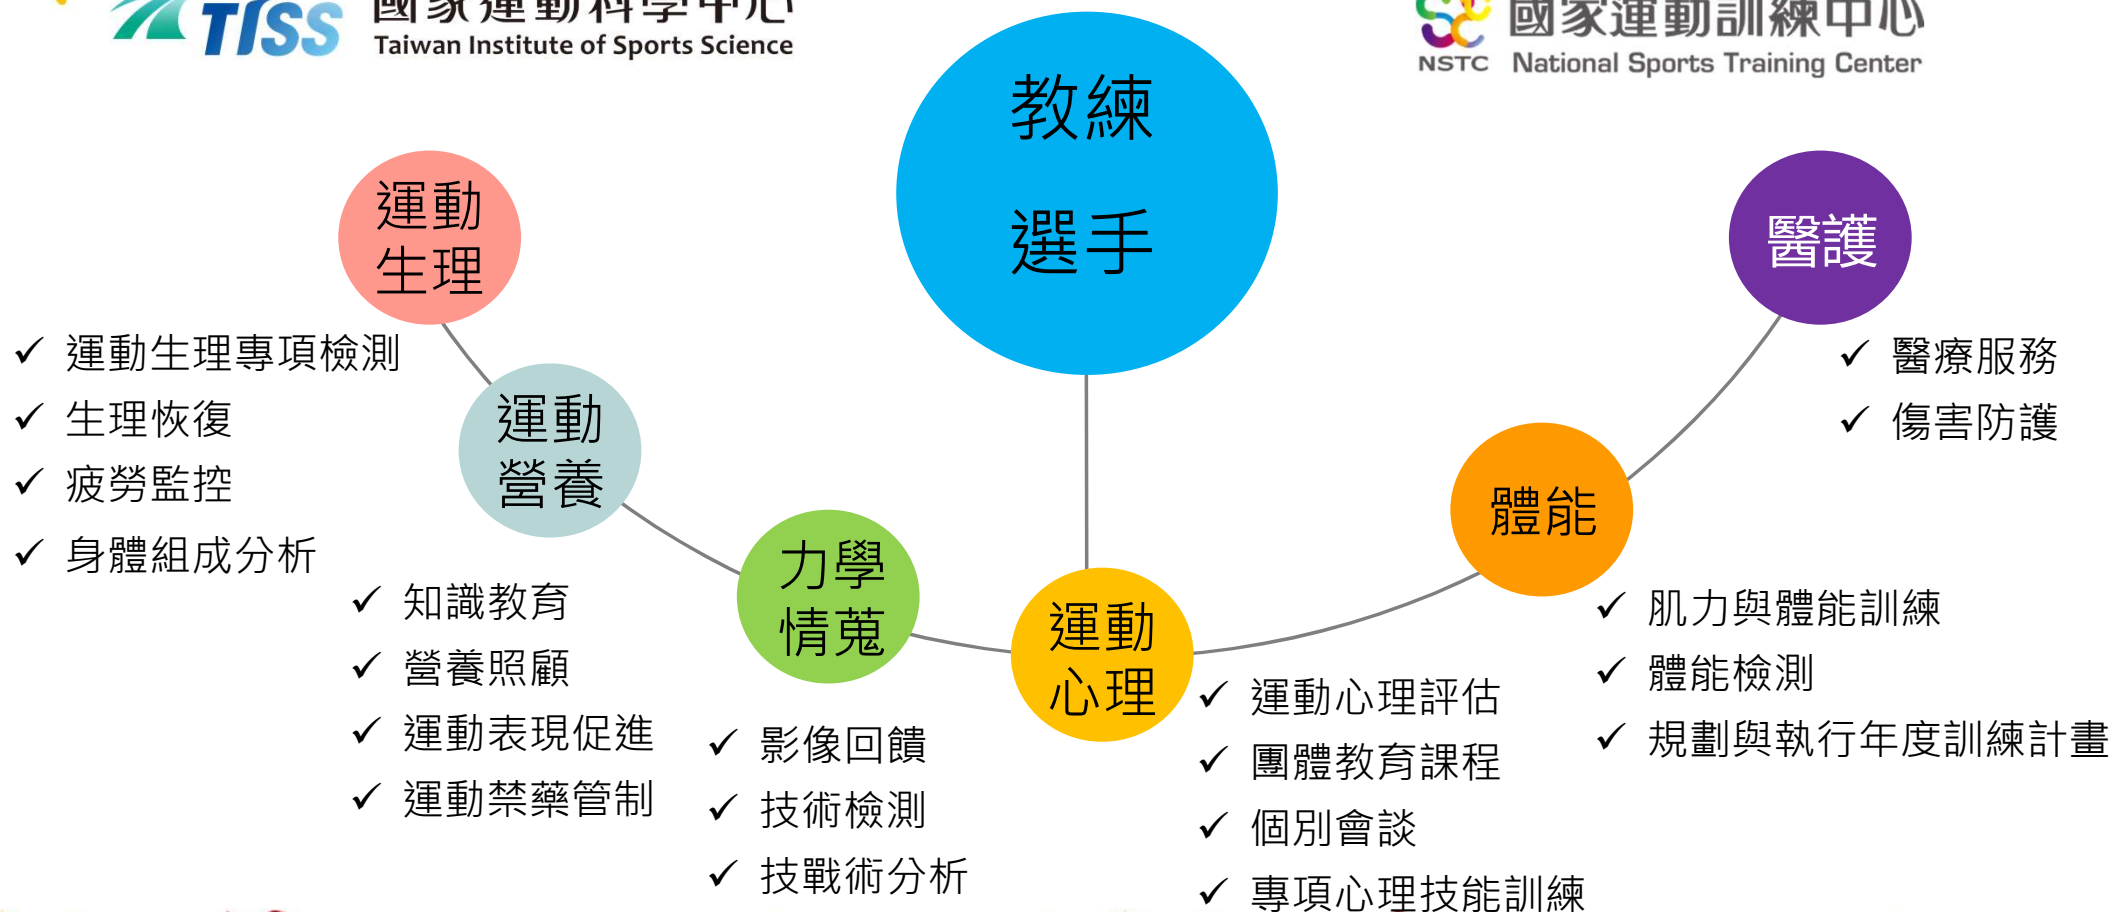 TISS
國家運動科學中心
Taiwan Institute of Sports Science
國家運動訓練中心
NSTC National Sports Training Center
教練
選手
運動
生理
✓ 運動生理專項檢測
✓ 生理恢復
✓ 疲勞監控
✓ 身體組成分析
運動
營養
✓ 知識教育
✓ 營養照顧
✓ 運動表現促進
✓ 運動禁藥管制
力學
情蒐
✓ 影像回饋
✓ 技術檢測
✓ 技戰術分析
運動
心理
✓ 運動心理評估
✓ 團體教育課程
✓ 個別會談
✓ 專項心理技能訓練
體能
✓ 肌力與體能訓練
✓ 體能檢測
✓ 規劃與執行年度訓練計畫
醫護
✓ 醫療服務
✓ 傷害防護